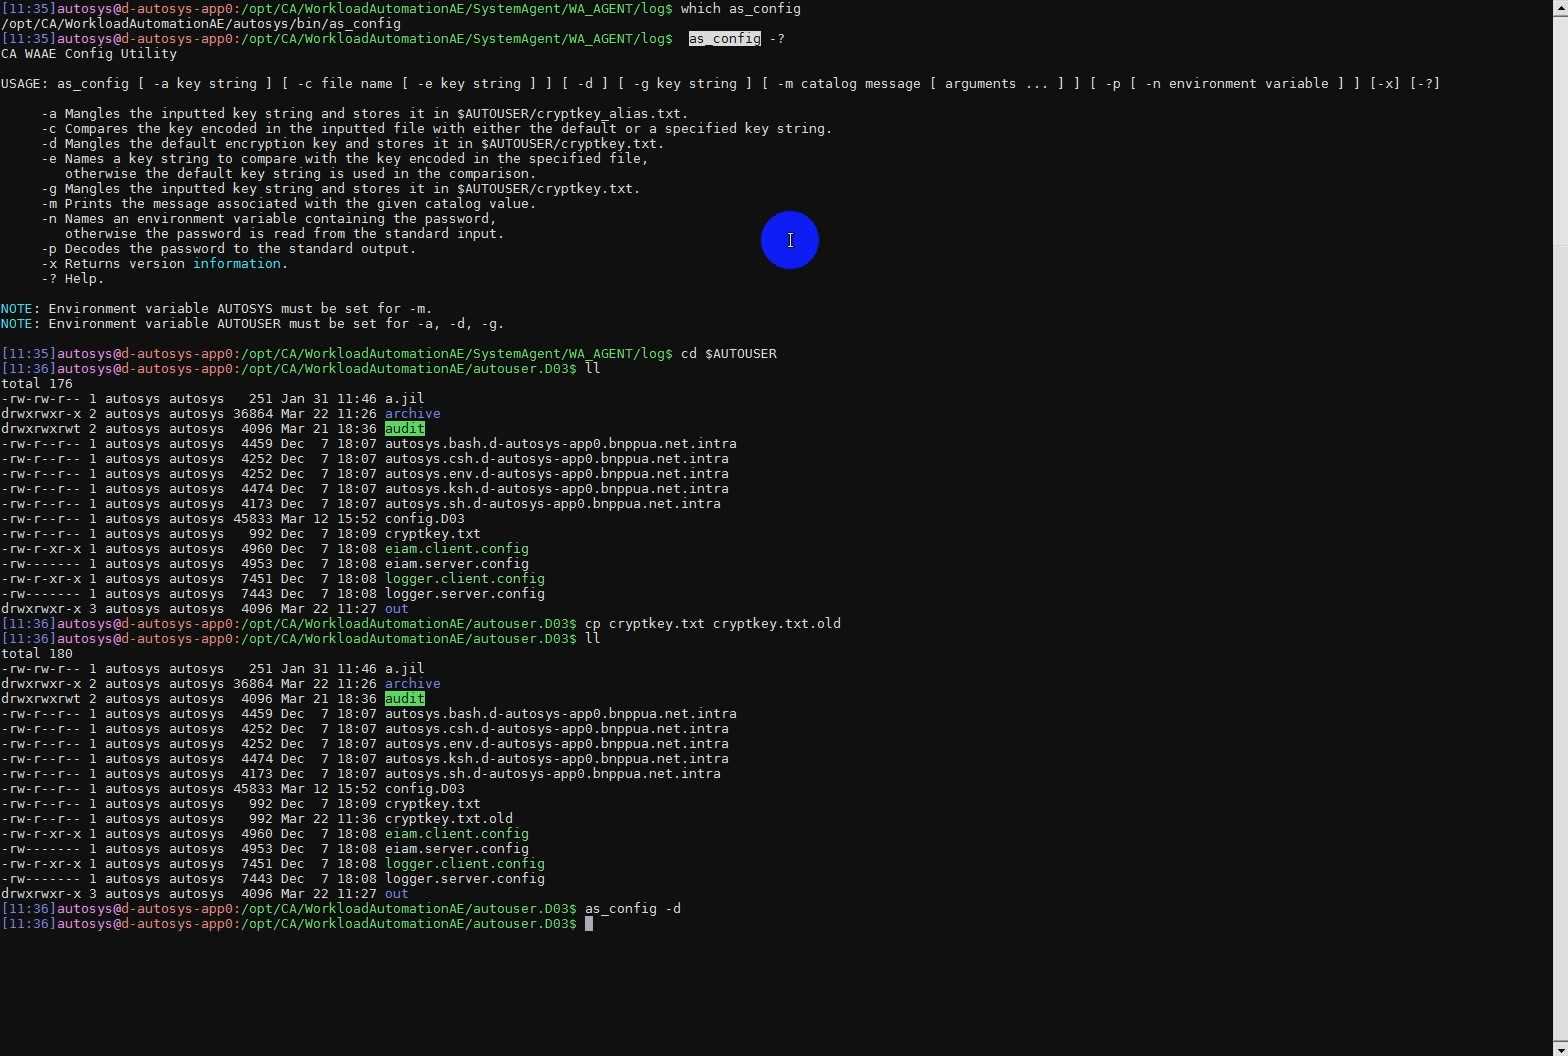 [11:35]autosys@d-autosys-app0:/opt/CA/WorkloadAutomationAE/SystemAgent/WA_AGENT/log$ which as_config
/opt/CA/WorkloadAutomationAE/autosys/bin/as_config
[11:35]autosys@d-autosys-app0:/opt/CA/WorkloadAutomationAE/SystemAgent/WA_AGENT/log$  as_config -?
CA WAAE Config Utility
USAGE: as_config [ -a key string ] [ -c file name [ -e key string ] ] [ -d ] [ -g key string ] [ -m catalog message [ arguments ... ] ] [ -p [ -n environment variable ] ] [-x] [-?]
-a Mangles the inputted key string and stores it in $AUTOUSER/cryptkey_alias.txt.
-c Compares the key encoded in the inputted file with either the default or a specified key string.
-d Mangles the default encryption key and stores it in $AUTOUSER/cryptkey.txt.
-e Names a key string to compare with the key encoded in the specified file,
otherwise the default key string is used in the comparison.
-g Mangles the inputted key string and stores it in $AUTOUSER/cryptkey.txt.
-m Prints the message associated with the given catalog value.
-n Names an environment variable containing the password,
otherwise the password is read from the standard input.
-p Decodes the password to the standard output.
-x Returns version information.
-? Help.
NOTE: Environment variable AUTOSYS must be set for -m.
NOTE: Environment variable AUTOUSER must be set for -a, -d, -g.
[11:35]autosys@d-autosys-app0:/opt/CA/WorkloadAutomationAE/SystemAgent/WA_AGENT/log$ cd $AUTOUSER
[11:36]autosys@d-autosys-app0:/opt/CA/WorkloadAutomationAE/autouser.D03$ ll
total 176
-rw-rw-r-- 1 autosys autosys   251 Jan 31 11:46 a.jil
drwxrwxr-x 2 autosys autosys 36864 Mar 22 11:26 archive
drwxrwxrwt 2 autosys autosys  4096 Mar 21 18:36 audit
-rw-r--r-- 1 autosys autosys  4459 Dec  7 18:07 autosys.bash.d-autosys-app0.bnppua.net.intra
-rw-r--r-- 1 autosys autosys  4252 Dec  7 18:07 autosys.csh.d-autosys-app0.bnppua.net.intra
-rw-r--r-- 1 autosys autosys  4252 Dec  7 18:07 autosys.env.d-autosys-app0.bnppua.net.intra
-rw-r--r-- 1 autosys autosys  4474 Dec  7 18:07 autosys.ksh.d-autosys-app0.bnppua.net.intra
-rw-r--r-- 1 autosys autosys  4173 Dec  7 18:07 autosys.sh.d-autosys-app0.bnppua.net.intra
-rw-r--r-- 1 autosys autosys 45833 Mar 12 15:52 config.D03
-rw-r--r-- 1 autosys autosys   992 Dec  7 18:09 cryptkey.txt
-rw-r-xr-x 1 autosys autosys  4960 Dec  7 18:08 eiam.client.config
-rw------- 1 autosys autosys  4953 Dec  7 18:08 eiam.server.config
-rw-r-xr-x 1 autosys autosys  7451 Dec  7 18:08 logger.client.config
-rw------- 1 autosys autosys  7443 Dec  7 18:08 logger.server.config
drwxrwxr-x 3 autosys autosys  4096 Mar 22 11:27 out
[11:36]autosys@d-autosys-app0:/opt/CA/WorkloadAutomationAE/autouser.D03$ cp cryptkey.txt cryptkey.txt.old
[11:36]autosys@d-autosys-app0:/opt/CA/WorkloadAutomationAE/autouser.D03$ ll
total 180
-rw-rw-r-- 1 autosys autosys   251 Jan 31 11:46 a.jil
drwxrwxr-x 2 autosys autosys 36864 Mar 22 11:26 archive
drwxrwxrwt 2 autosys autosys  4096 Mar 21 18:36 audit
-rw-r--r-- 1 autosys autosys  4459 Dec  7 18:07 autosys.bash.d-autosys-app0.bnppua.net.intra
-rw-r--r-- 1 autosys autosys  4252 Dec  7 18:07 autosys.csh.d-autosys-app0.bnppua.net.intra
-rw-r--r-- 1 autosys autosys  4252 Dec  7 18:07 autosys.env.d-autosys-app0.bnppua.net.intra
-rw-r--r-- 1 autosys autosys  4474 Dec  7 18:07 autosys.ksh.d-autosys-app0.bnppua.net.intra
-rw-r--r-- 1 autosys autosys  4173 Dec  7 18:07 autosys.sh.d-autosys-app0.bnppua.net.intra
-rw-r--r-- 1 autosys autosys 45833 Mar 12 15:52 config.D03
-rw-r--r-- 1 autosys autosys   992 Dec  7 18:09 cryptkey.txt
-rw-r--r-- 1 autosys autosys   992 Mar 22 11:36 cryptkey.txt.old
-rw-r-xr-x 1 autosys autosys  4960 Dec  7 18:08 eiam.client.config
-rw------- 1 autosys autosys  4953 Dec  7 18:08 eiam.server.config
-rw-r-xr-x 1 autosys autosys  7451 Dec  7 18:08 logger.client.config
-rw------- 1 autosys autosys  7443 Dec  7 18:08 logger.server.config
drwxrwxr-x 3 autosys autosys  4096 Mar 22 11:27 out
[11:36]autosys@d-autosys-app0:/opt/CA/WorkloadAutomationAE/autouser.D03$ as_config -d
[11:36]autosys@d-autosys-app0:/opt/CA/WorkloadAutomationAE/autouser.D03$